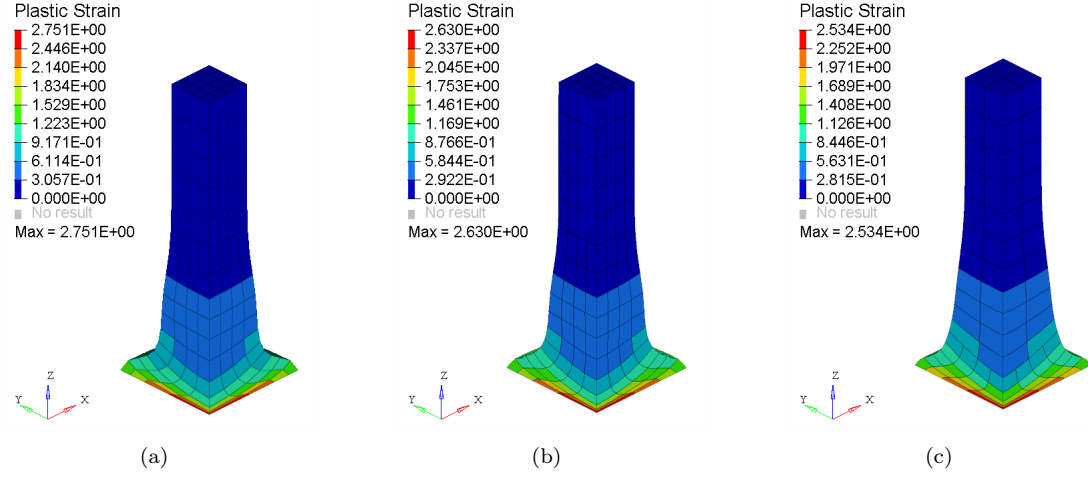 Plastic Strain
2.751E+00
2.446E+00
2.140E+00
1.834E+00
1.529E+00
1.223E+00
9.171E-01
6.114E-01
3.057E-01
0.000E+00
No result
Max = 2.751E+00
Z
Y
X
(a)
Plastic Strain
2.630E+00
2.337E+00
2.045E+00
1.753E+00
1.461E+00
1.169E+00
8.766E-01
5.844E-01
2.922E-01
0.000E+00
No result
Max = 2.630E+00
Z
Y
X
(b)
Plastic Strain
2.534E+00
2.252E+00
1.971E+00
1.689E+00
1.408E+00
1.126E+00
8.446E-01
5.631E-01
2.815E-01
0.000E+00
No result
Max = 2.534E+00
Z
Y
X
(c)